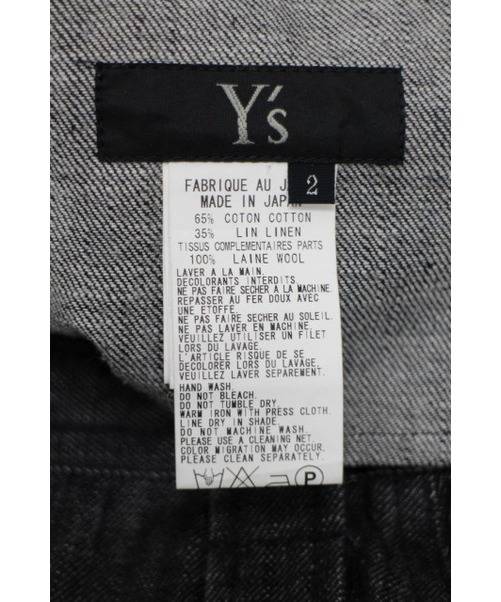 Y's
2
FABRIQUE AU J
MADE IN JAPAN
65% COTON COTTON
35% LIN LINEN
TISSUS COMPLEMENTAIRES PARTS
100% LAINE WOOL
LAVER A LA MAIN.
DECOLORANTS INTERDITS.
NE PAS FAIRE SECHER A LA MACHINE.
REPASSER AU FER DOUX AVEC
UNE ETOFFE.
NE PAS FAIRE SECHER AU SOLEIL.
NE PAS LAVER EN MACHINE.
VEUILLEZ UTILISER UN FILET
LORS DU LAVAGE.
L'ARTICLE RISQUE DE SE
DECOLORER LORS DU LAVAGE.
VEUILLEZ LAVER SEPAREMENT.
HAND WASH.
DO NOT BLEACH.
DO NOT TUMBLE DRY.
WARM IRON WITH PRESS CLOTH.
LINE DRY IN SHADE.
DO NOT MACHINE WASH.
PLEASE USE A CLEANING NET.
COLOR MIGRATION MAY OCCUR.
PLEASE CLEAN SEPARATELY.
P